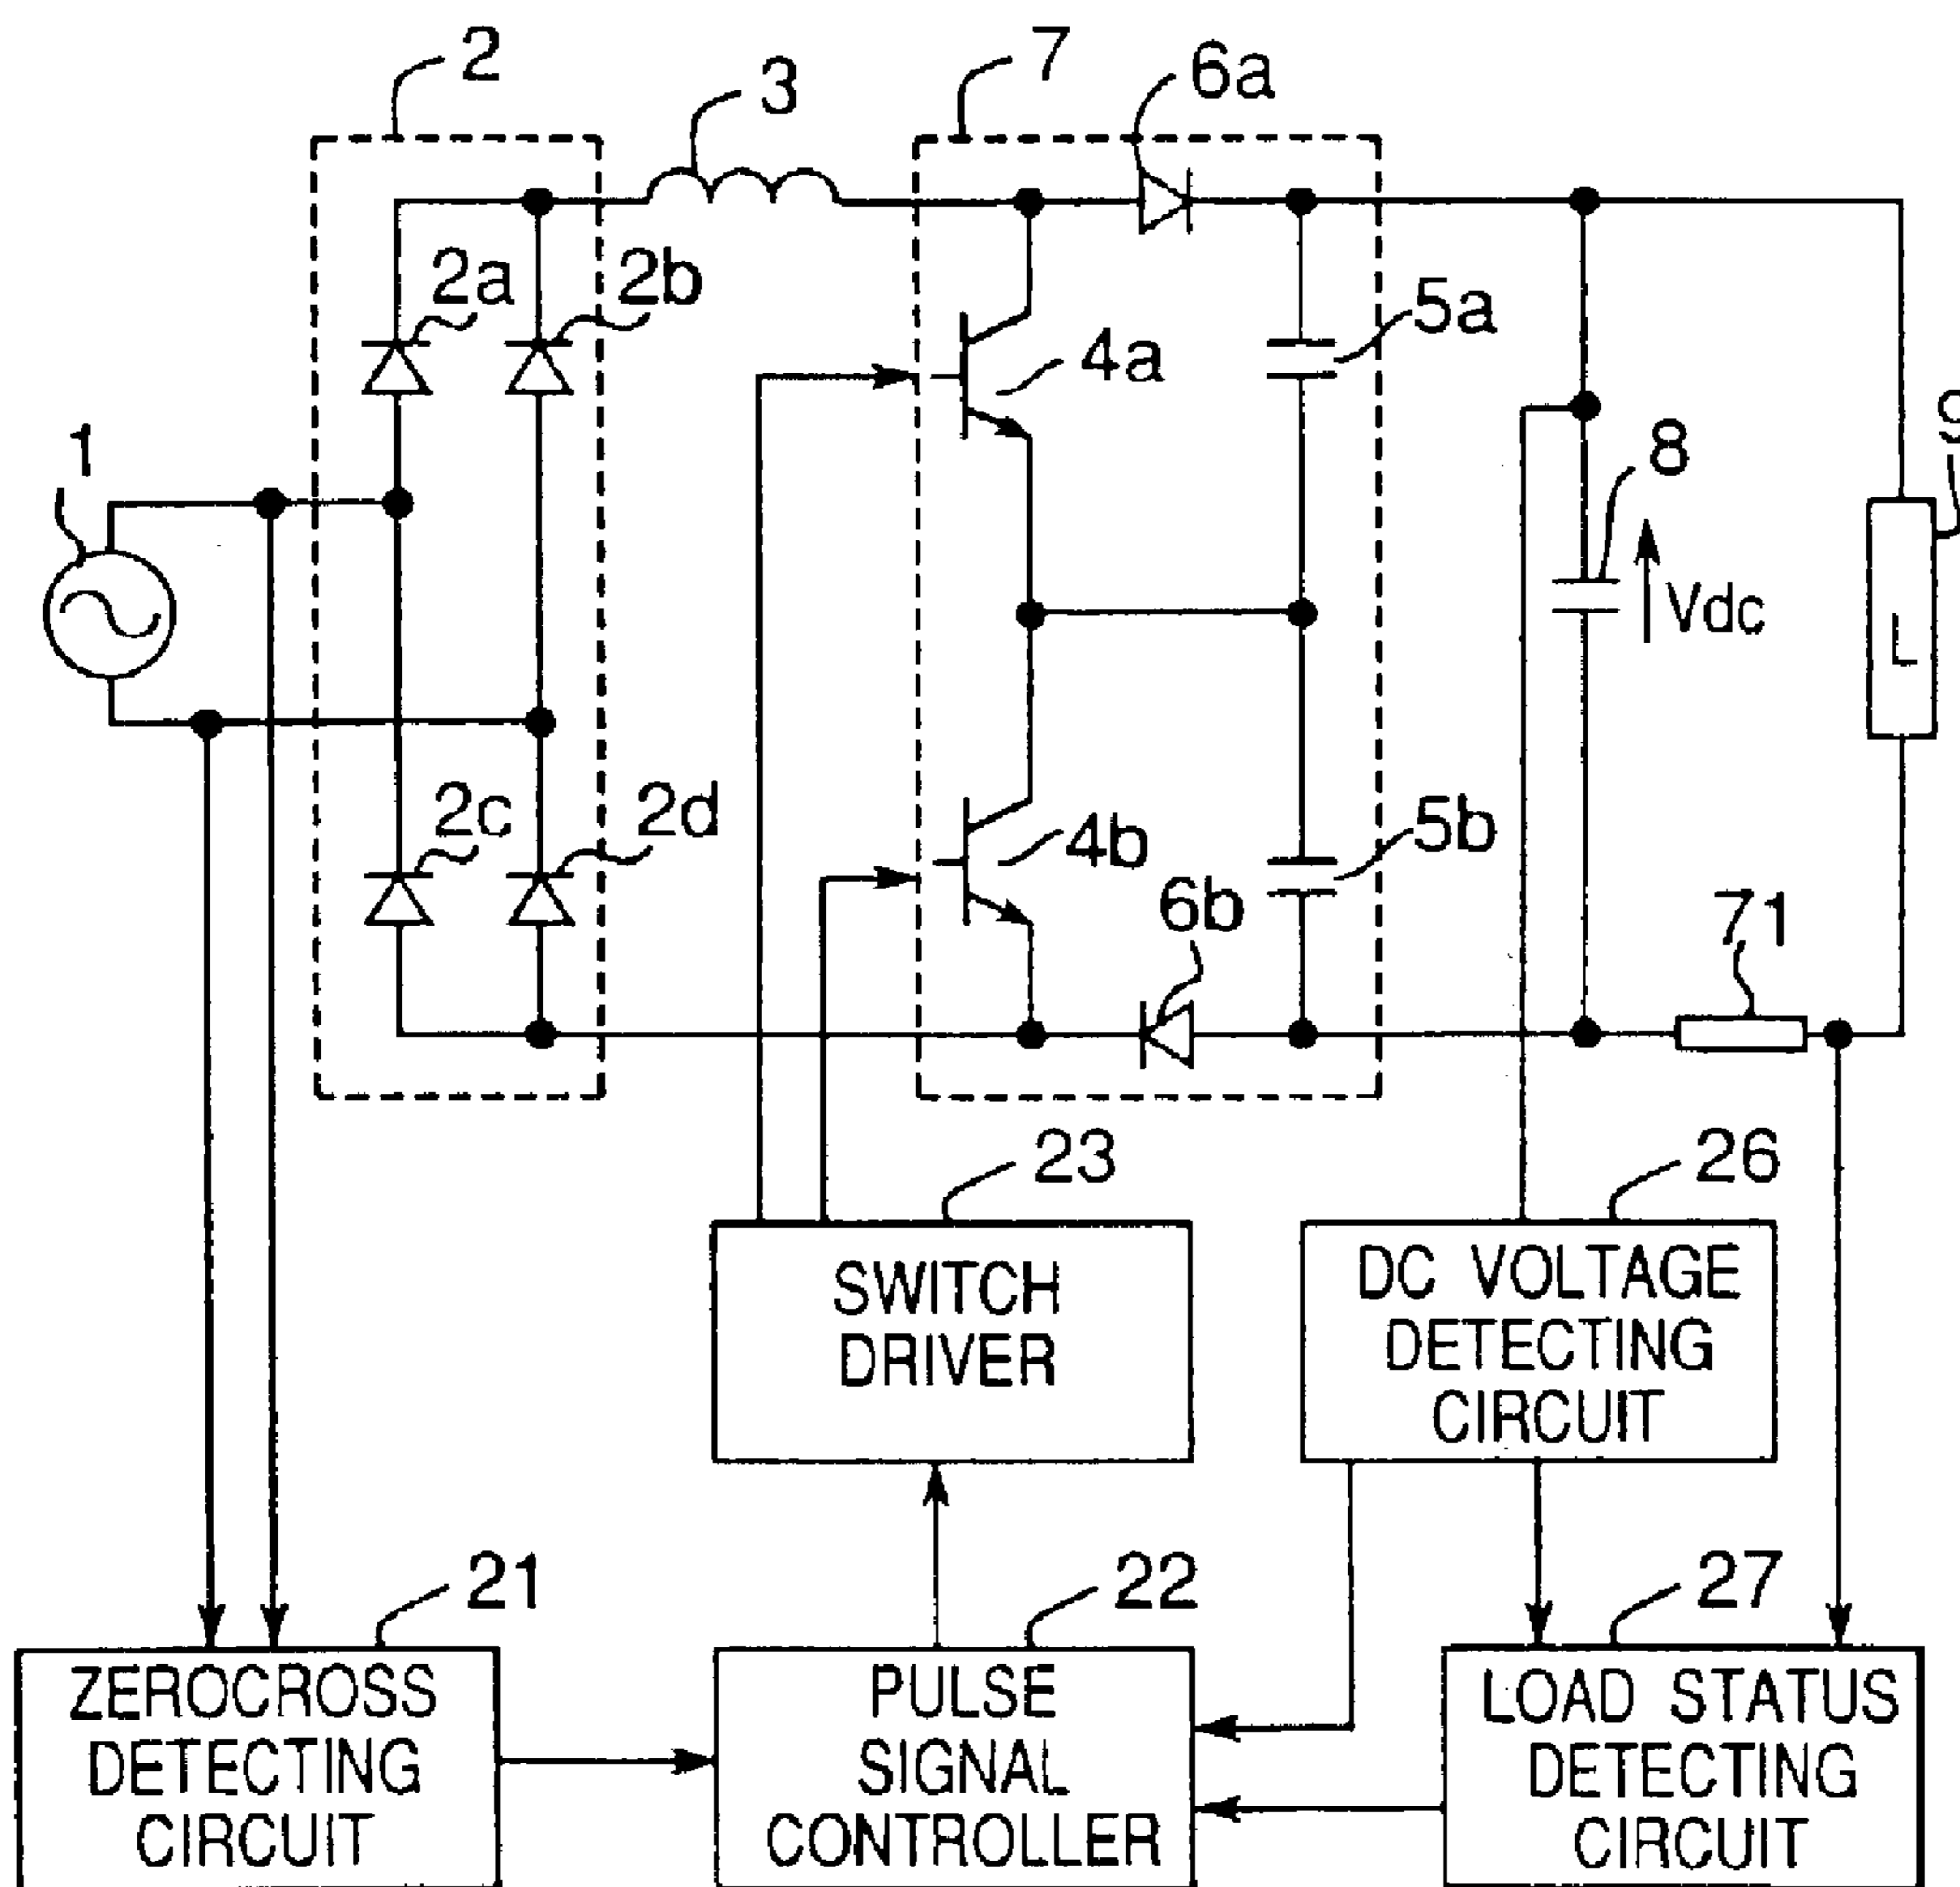 2
3
7
6a
2a
2b
4a
5a
1
8
9
Vdc
L
2c
2d
4b
5b
6b
71
23
26
SWITCH
DRIVER
DC VOLTAGE
DETECTING
CIRCUIT
21
22
27
ZEROCROSS
DETECTING
CIRCUIT
PULSE
SIGNAL
CONTROLLER
LOAD STATUS
DETECTING
CIRCUIT